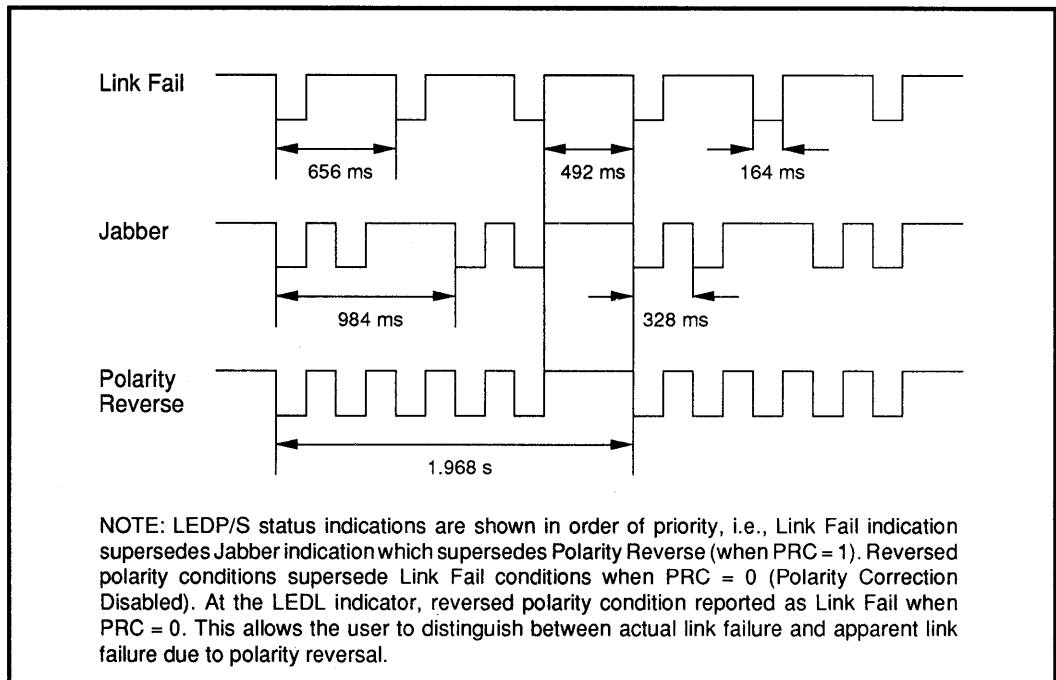 Link Fail
656 ms
492 ms
164 ms
Jabber
984 ms
328 ms
Polarity
Reverse
1.968 s
NOTE: LEDP/S status indications are shown in order of priority, i.e., Link Fail indication
supersedes Jabber indication which supersedes Polarity Reverse (when PRC = 1). Reversed
polarity conditions supersede Link Fail conditions when PRC = 0 (Polarity Correction
Disabled). At the LEDL indicator, reversed polarity condition reported as Link Fail when
PRC = 0. This allows the user to distinguish between actual link failure and apparent link
failure due to polarity reversal.